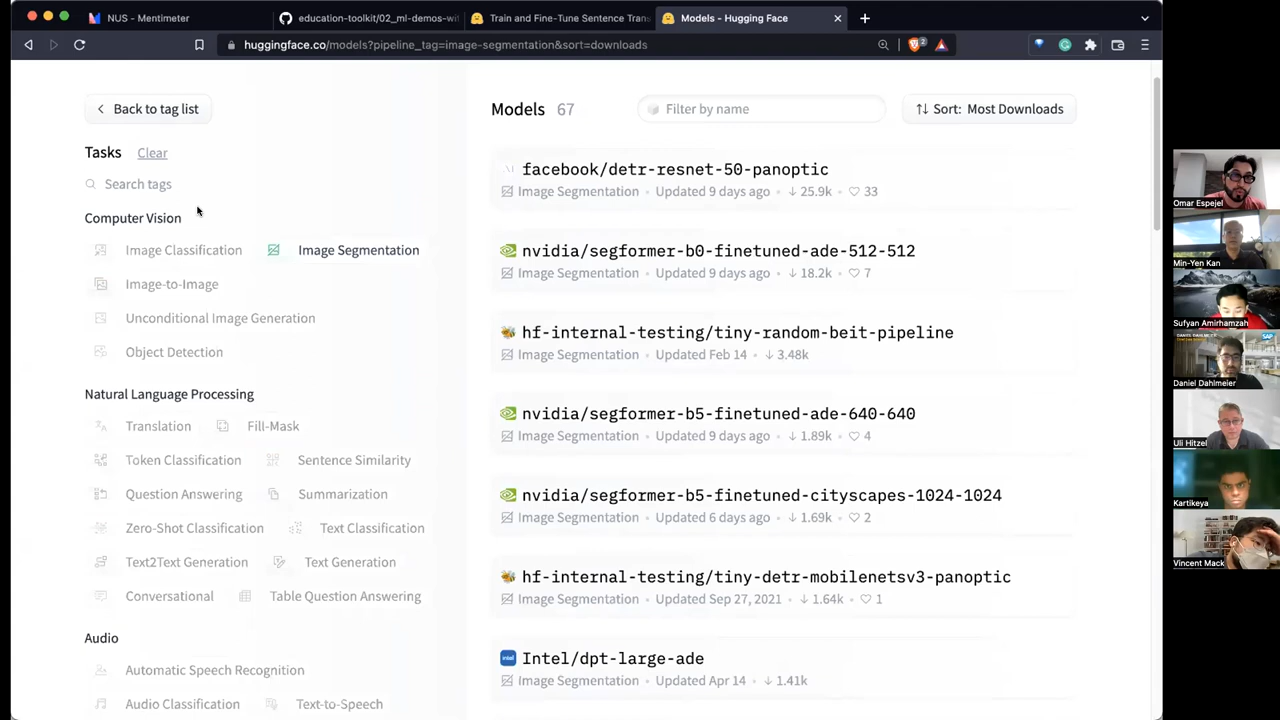 NUS - Mentimeter
education-toolkit/02_ml-demos-wi
Train and Fine-Tune Sentence Trans
Models - Hugging Face
huggingface.co/models?pipeline_tag=image-segmentation&sort=downloads
2
Back to tag list
Tasks Clear
Search tags
Computer Vision
Image Classification Image Segmentation
Image-to-Image
Unconditional Image Generation
Object Detection
Natural Language Processing
Translation Fill-Mask
Token Classification Sentence Similarity
Question Answering Summarization
Zero-Shot Classification Text Classification
Text2Text Generation Text Generation
Conversational Table Question Answering
Audio
Automatic Speech Recognition
Audio Classification Text-to-Speech
Models 67 Filter by name Sort: Most Downloads
facebook/detr-resnet-50-panoptic
Image Segmentation • Updated 9 days ago • ↓ 25.9k • ♡ 33
nvidia/segformer-b0-finetuned-ade-512-512
Image Segmentation • Updated 9 days ago • ↓ 18.2k • ♡ 7
hf-internal-testing/tiny-random-beit-pipeline
Image Segmentation • Updated Feb 14 • ↓ 3.48k
nvidia/segformer-b5-finetuned-ade-640-640
Image Segmentation • Updated 9 days ago • ↓ 1.89k • ♡ 4
nvidia/segformer-b5-finetuned-cityscapes-1024-1024
Image Segmentation • Updated 6 days ago • ↓ 1.69k • ♡ 2
hf-internal-testing/tiny-detr-mobilenetsv3-panoptic
Image Segmentation • Updated Sep 27, 2021 • ↓ 1.64k • ♡ 1
intel
Intel/dpt-large-ade
Image Segmentation • Updated Apr 14 • ↓ 1.41k
Omar Espejel
Min-Yen Kan
Sufyan Amirhamzah
SAP
Daniel Dahlmeier
Uli Hitzel
Kartikeya
Vincent Mack